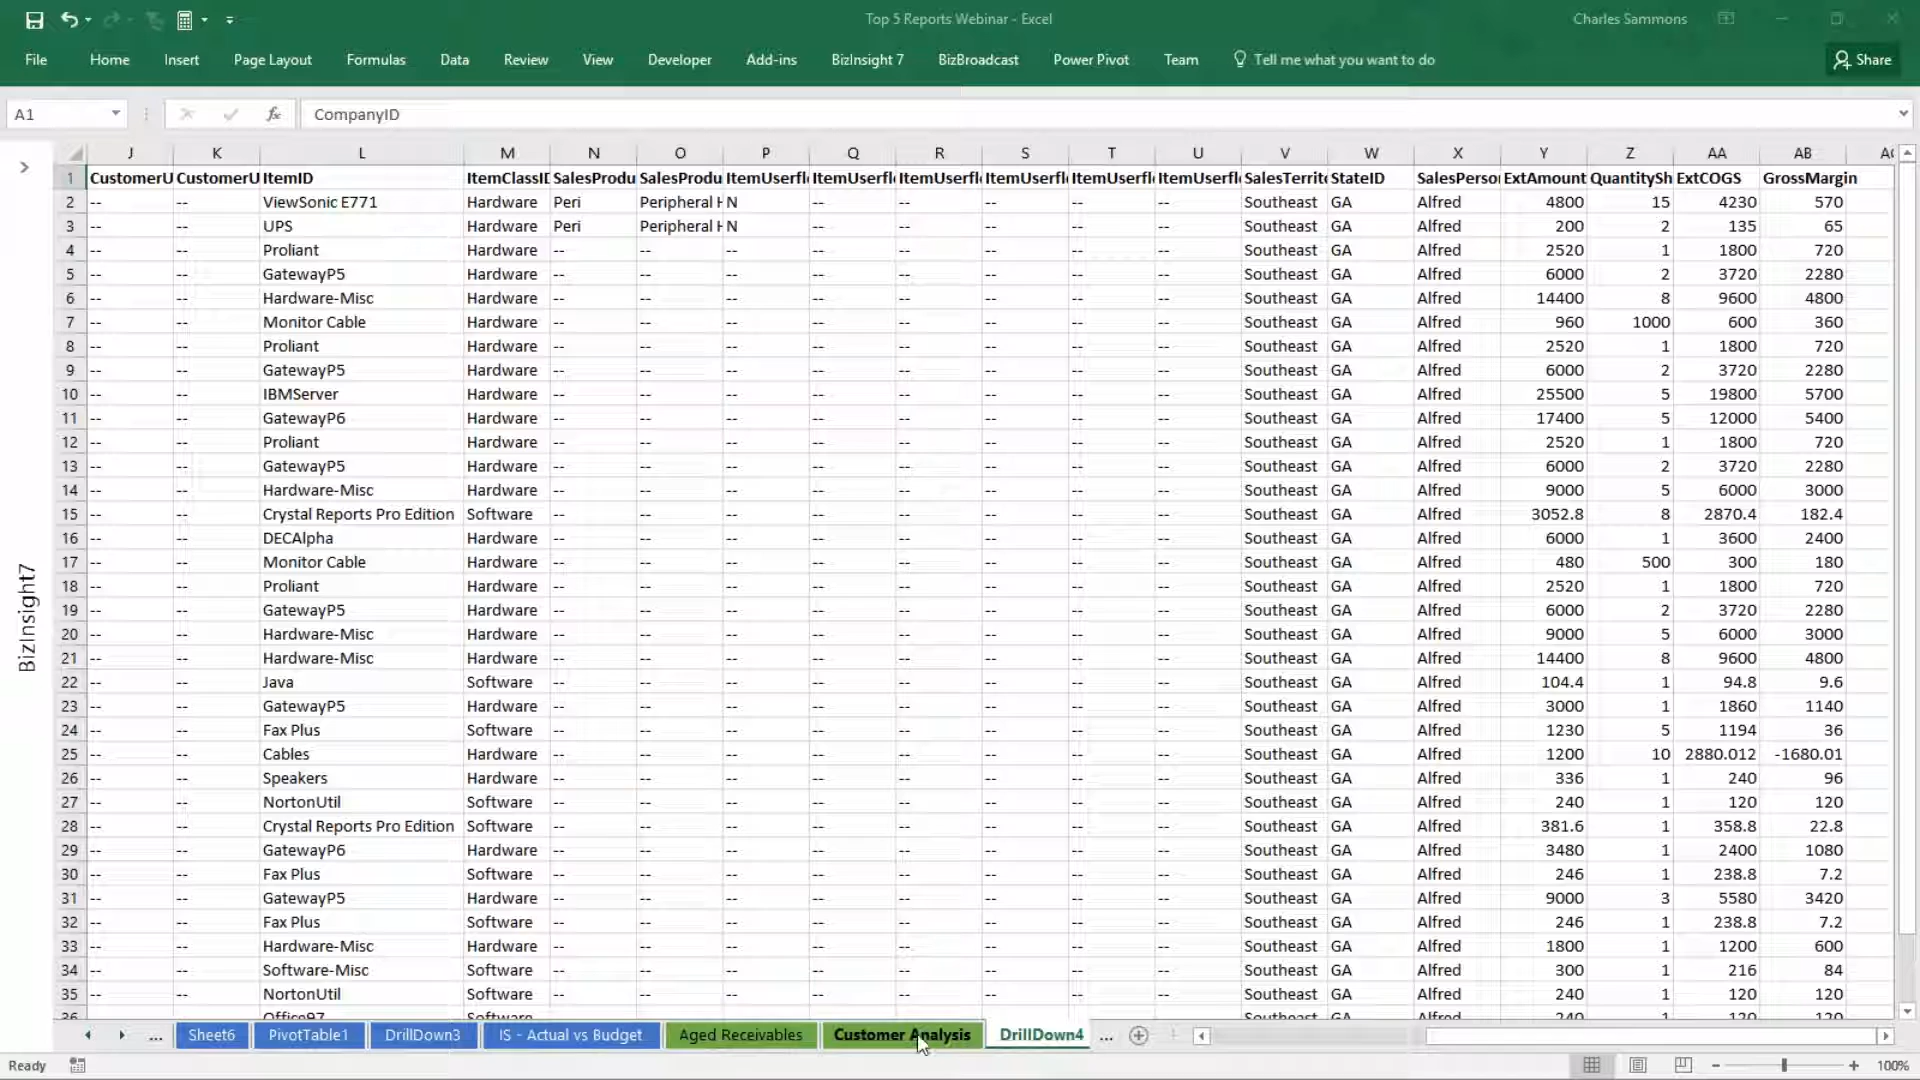 Top 5 Reports Webinar - Excel
Charles Sammons
File Home Insert Page Layout Formulas Data Review View Developer Add-ins BizInsight 7 BizBroadcast Power Pivot Team Tell me what you want to do Share
A1 fx CompanyID
J K L M N O P Q R S T U V W X Y Z AA AB
1 CustomerU CustomerU ItemID ItemClassID SalesProdu SalesProdu ItemUserfl ItemUserfl ItemUserfl ItemUserfl ItemUserfl ItemUserfl SalesTerrito StateID SalesPerson ExtAmount QuantitySh ExtCOGS GrossMargin
2 -- -- ViewSonic E771 Hardware Peri Peripheral H N -- -- -- -- -- Southeast GA Alfred 4800 15 4230 570
3 -- -- UPS Hardware Peri Peripheral H N -- -- -- -- -- Southeast GA Alfred 200 2 135 65
4 -- -- Proliant Hardware -- -- -- -- -- -- -- -- Southeast GA Alfred 2520 1 1800 720
5 -- -- GatewayP5 Hardware -- -- -- -- -- -- -- -- Southeast GA Alfred 6000 2 3720 2280
6 -- -- Hardware-Misc Hardware -- -- -- -- -- -- -- -- Southeast GA Alfred 14400 8 9600 4800
7 -- -- Monitor Cable Hardware -- -- -- -- -- -- -- -- Southeast GA Alfred 960 1000 600 360
8 -- -- Proliant Hardware -- -- -- -- -- -- -- -- Southeast GA Alfred 2520 1 1800 720
9 -- -- GatewayP5 Hardware -- -- -- -- -- -- -- -- Southeast GA Alfred 6000 2 3720 2280
10 -- -- IBMServer Hardware -- -- -- -- -- -- -- -- Southeast GA Alfred 25500 5 19800 5700
11 -- -- GatewayP6 Hardware -- -- -- -- -- -- -- -- Southeast GA Alfred 17400 5 12000 5400
12 -- -- Proliant Hardware -- -- -- -- -- -- -- -- Southeast GA Alfred 2520 1 1800 720
13 -- -- GatewayP5 Hardware -- -- -- -- -- -- -- -- Southeast GA Alfred 6000 2 3720 2280
14 -- -- Hardware-Misc Hardware -- -- -- -- -- -- -- -- Southeast GA Alfred 9000 5 6000 3000
15 -- -- Crystal Reports Pro Edition Software -- -- -- -- -- -- -- -- Southeast GA Alfred 3052.8 8 2870.4 182.4
16 -- -- DECAlpha Hardware -- -- -- -- -- -- -- -- Southeast GA Alfred 6000 1 3600 2400
17 -- -- Monitor Cable Hardware -- -- -- -- -- -- -- -- Southeast GA Alfred 480 500 300 180
18 -- -- Proliant Hardware -- -- -- -- -- -- -- -- Southeast GA Alfred 2520 1 1800 720
19 -- -- GatewayP5 Hardware -- -- -- -- -- -- -- -- Southeast GA Alfred 6000 2 3720 2280
20 -- -- Hardware-Misc Hardware -- -- -- -- -- -- -- -- Southeast GA Alfred 9000 5 6000 3000
21 -- -- Hardware-Misc Hardware -- -- -- -- -- -- -- -- Southeast GA Alfred 14400 8 9600 4800
22 -- -- Java Software -- -- -- -- -- -- -- -- Southeast GA Alfred 104.4 1 94.8 9.6
23 -- -- GatewayP5 Hardware -- -- -- -- -- -- -- -- Southeast GA Alfred 3000 1 1860 1140
24 -- -- Fax Plus Software -- -- -- -- -- -- -- -- Southeast GA Alfred 1230 5 1194 36
25 -- -- Cables Hardware -- -- -- -- -- -- -- -- Southeast GA Alfred 1200 10 2880.012 -1680.01
26 -- -- Speakers Hardware -- -- -- -- -- -- -- -- Southeast GA Alfred 336 1 240 96
27 -- -- NortonUtil Software -- -- -- -- -- -- -- -- Southeast GA Alfred 240 1 120 120
28 -- -- Crystal Reports Pro Edition Software -- -- -- -- -- -- -- -- Southeast GA Alfred 381.6 1 358.8 22.8
29 -- -- GatewayP6 Hardware -- -- -- -- -- -- -- -- Southeast GA Alfred 3480 1 2400 1080
30 -- -- Fax Plus Software -- -- -- -- -- -- -- -- Southeast GA Alfred 246 1 238.8 7.2
31 -- -- GatewayP5 Hardware -- -- -- -- -- -- -- -- Southeast GA Alfred 9000 3 5580 3420
32 -- -- Fax Plus Software -- -- -- -- -- -- -- -- Southeast GA Alfred 246 1 238.8 7.2
33 -- -- Hardware-Misc Hardware -- -- -- -- -- -- -- -- Southeast GA Alfred 1800 1 1200 600
34 -- -- Software-Misc Software -- -- -- -- -- -- -- -- Southeast GA Alfred 300 1 216 84
35 -- -- NortonUtil Software -- -- -- -- -- -- -- -- Southeast GA Alfred 240 1 120 120
36 Office97
BizInsight7
... Sheet6 PivotTable1 DrillDown3 IS - Actual vs Budget Aged Receivables Customer Analysis DrillDown4 ...
Ready 100%